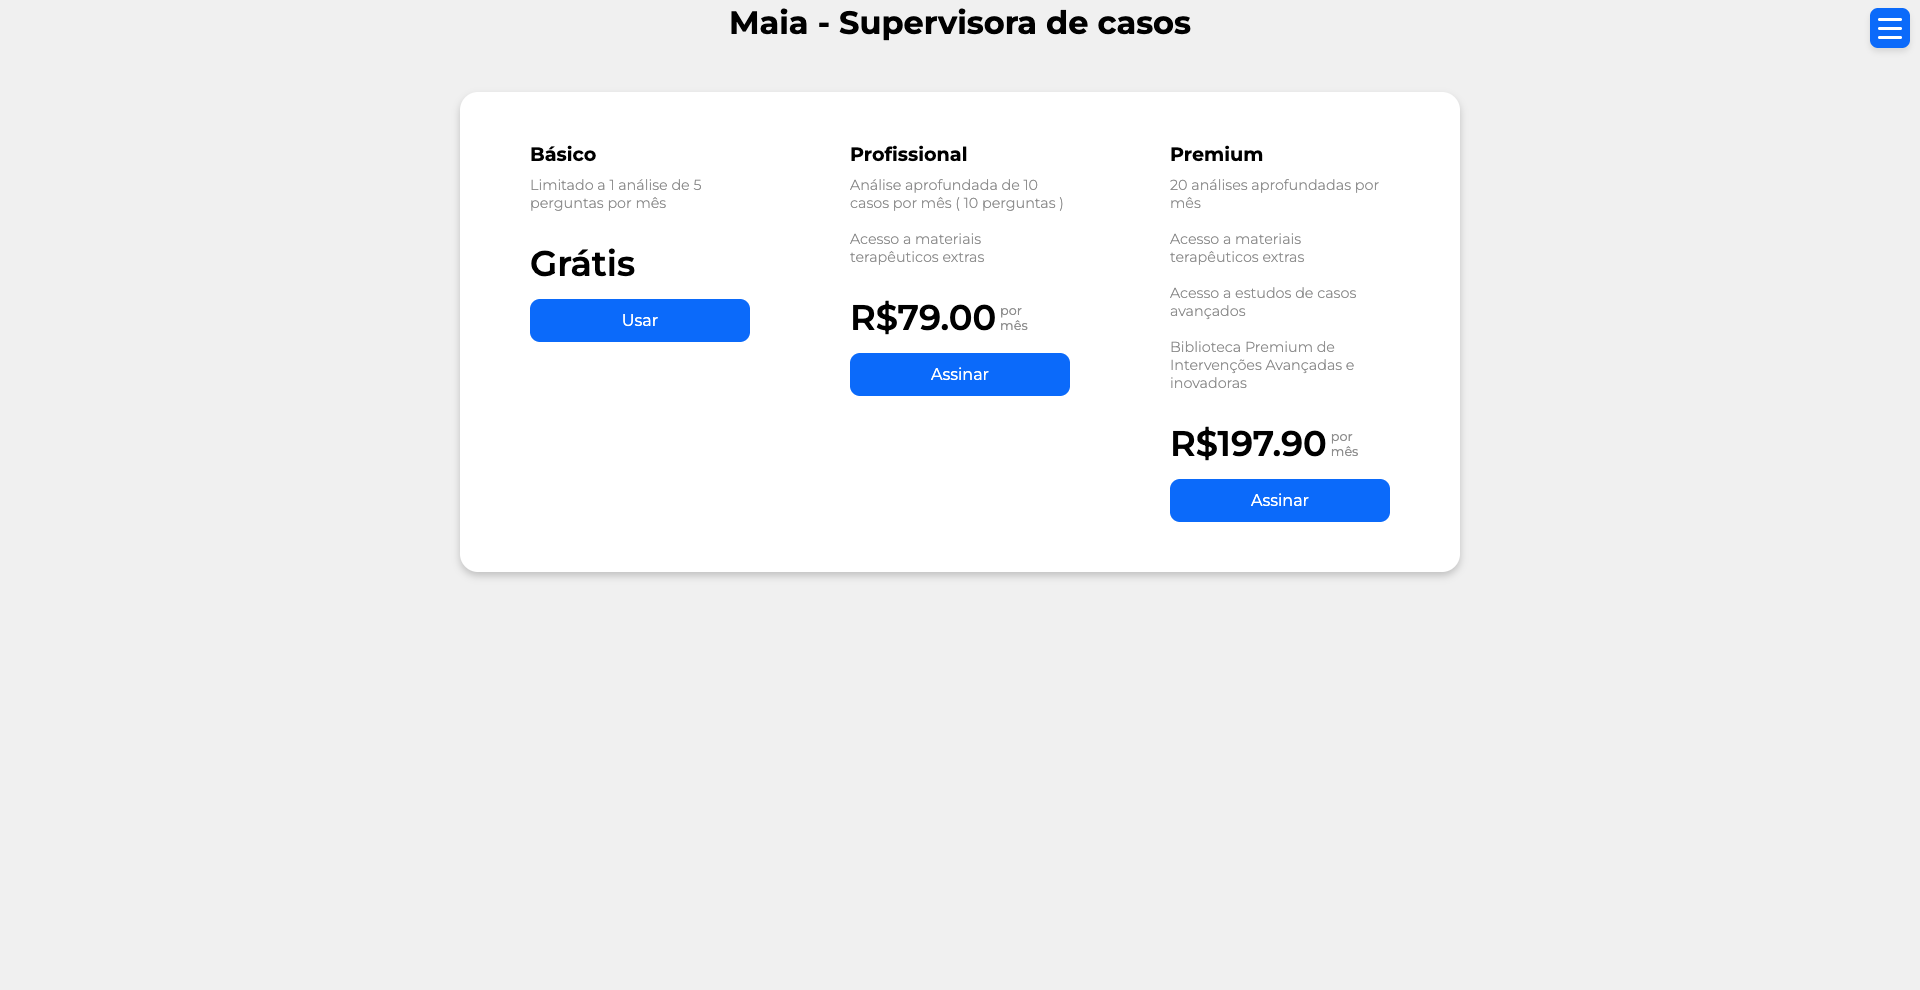 Maia - Supervisora de casos
Básico
Limitado a 1 análise de 5
perguntas por mês
Grátis
Usar
Profissional
Análise aprofundada de 10
casos por mês ( 10 perguntas )
Acesso a materiais
terapêuticos extras
R$79.00 por
mês
Assinar
Premium
20 análises aprofundadas por
mês
Acesso a materiais
terapêuticos extras
Acesso a estudos de casos
avançados
Biblioteca Premium de
Intervenções Avançadas e
inovadoras
R$197.90 por
mês
Assinar